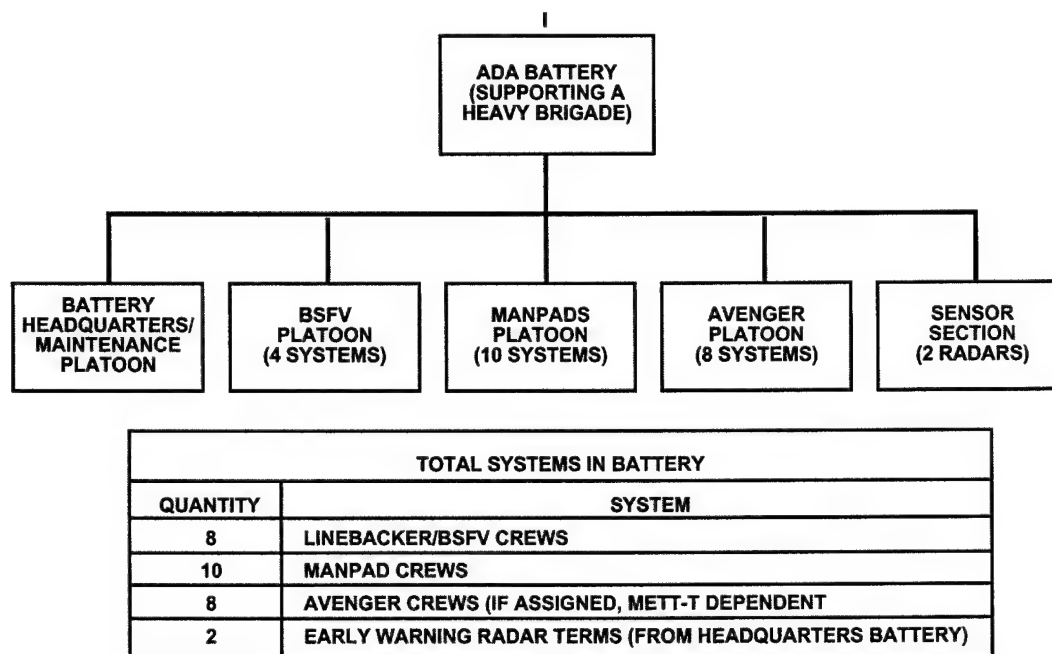 ADA BATTERY
(SUPPORTING A
HEAVY BRIGADE)
BATTERY
HEADQUARTERS/
MAINTENANCE
PLATOON
BSFV
PLATOON
(4 SYSTEMS)
MANPADS
PLATOON
(10 SYSTEMS)
AVENGER
PLATOON
(8 SYSTEMS)
SENSOR
SECTION
(2 RADARS)
TOTAL SYSTEMS IN BATTERY
QUANTITY SYSTEM
8 LINEBACKER/BSFV CREWS
10 MANPAD CREWS
8 AVENGER CREWS (IF ASSIGNED, METT-T DEPENDENT
2 EARLY WARNING RADAR TERMS (FROM HEADQUARTERS BATTERY)